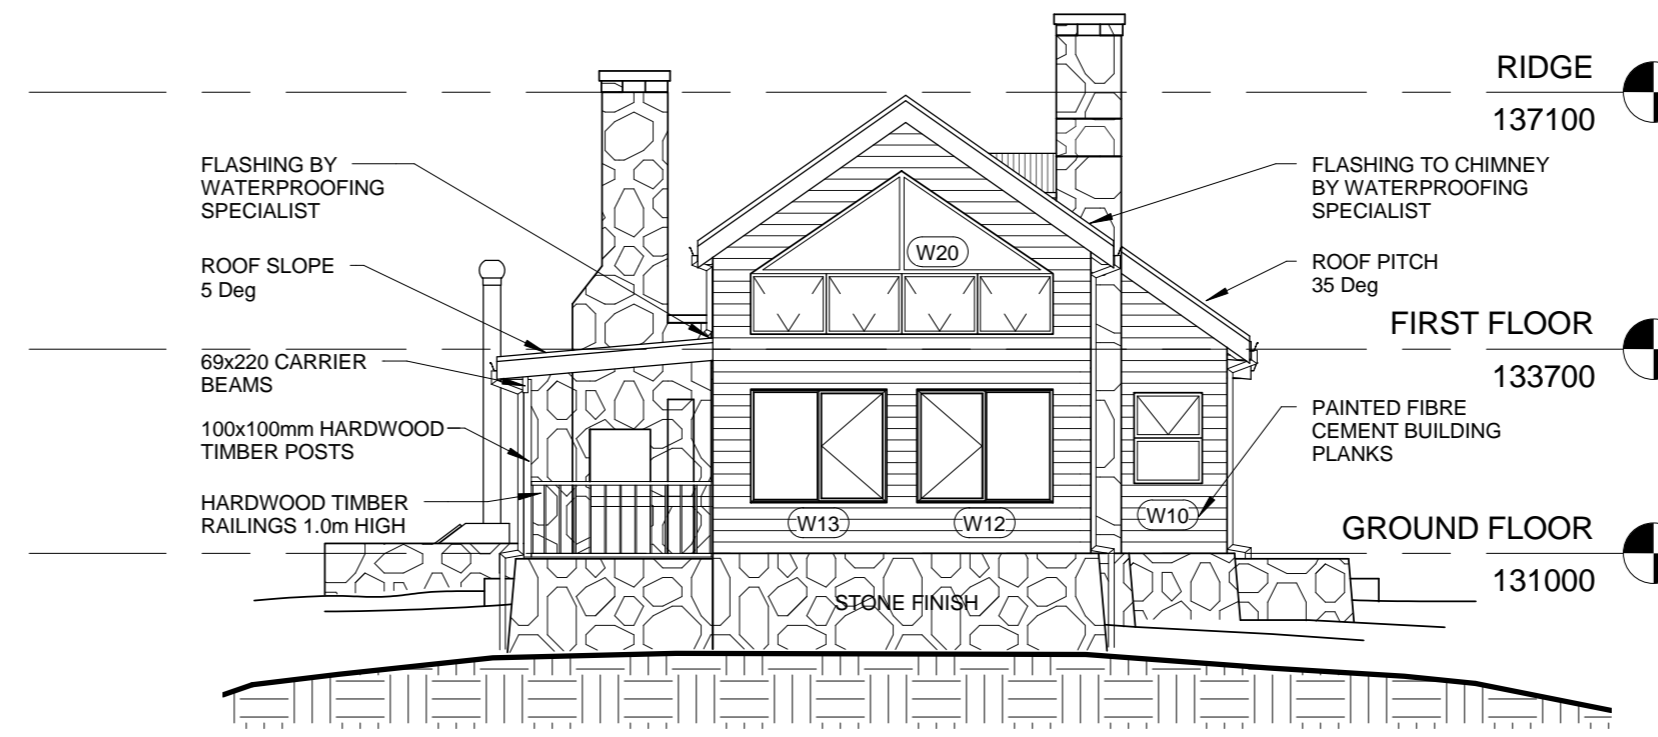 RIDGE
137100
FLASHING BY
WATERPROOFING
SPECIALIST
FLASHING TO CHIMNEY
BY WATERPROOFING
SPECIALIST
W20
ROOF SLOPE
5 Deg
ROOF PITCH
35 Deg
FIRST FLOOR
133700
69x220 CARRIER
BEAMS
PAINTED FIBRE
CEMENT BUILDING
PLANKS
100x100mm HARDWOOD
TIMBER POSTS
HARDWOOD TIMBER
RAILINGS 1.0m HIGH
W13
W12
W10
GROUND FLOOR
131000
STONE FINISH